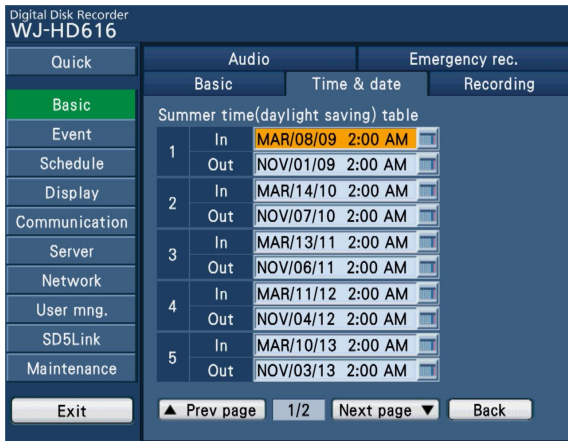 Digital Disk Recorder
WJ-HD616
Quick
Basic
Event
Schedule
Display
Communication
Server
Network
User mng.
SD5Link
Maintenance
Exit
Audio
Emergency rec.
Basic
Time & date
Recording
Summer time(daylight saving) table
1 In MAR/08/09 2:00 AM
Out NOV/01/09 2:00 AM
2 In MAR/14/10 2:00 AM
Out NOV/07/10 2:00 AM
3 In MAR/13/11 2:00 AM
Out NOV/06/11 2:00 AM
4 In MAR/11/12 2:00 AM
Out NOV/04/12 2:00 AM
5 In MAR/10/13 2:00 AM
Out NOV/03/13 2:00 AM
▲ Prev page 1/2 Next page ▼ Back